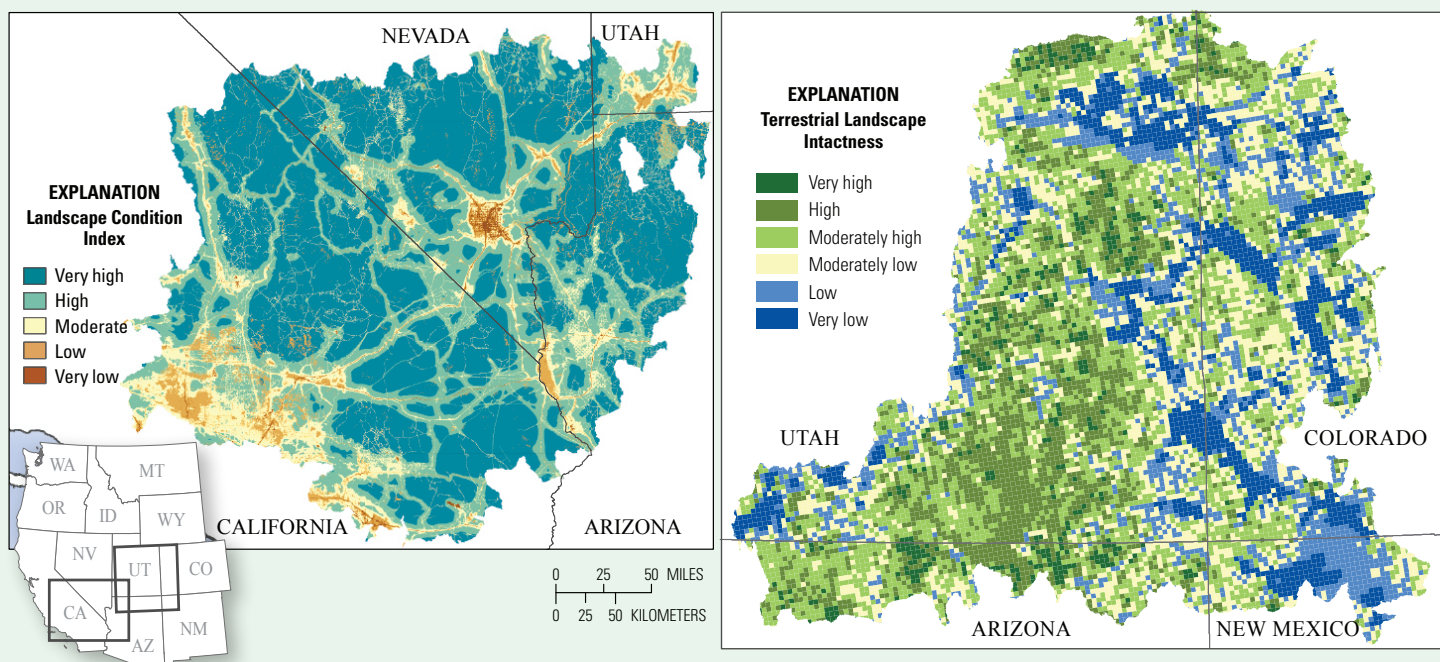 NEVADA
UTAH
EXPLANATION
Landscape Condition
Index
Very high
High
Moderate
Low
Very low
CALIFORNIA
ARIZONA
WA
MT
OR
ID
WY
NV
UT
CO
CA
AZ
NM
0 25 50 MILES
0 25 50 KILOMETERS
EXPLANATION
Terrestrial Landscape
Intactness
Very high
High
Moderately high
Moderately low
Low
Very low
UTAH
COLORADO
ARIZONA
NEW MEXICO